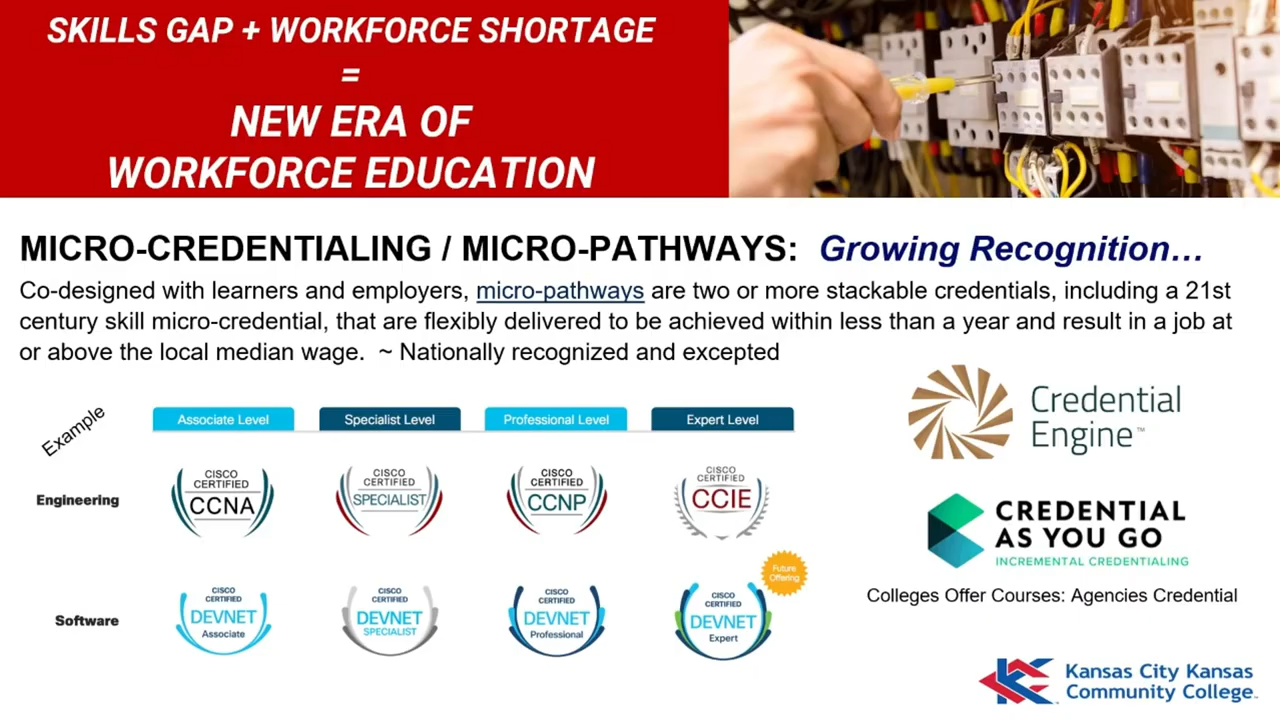 SKILLS GAP + WORKFORCE SHORTAGE
=
NEW ERA OF
WORKFORCE EDUCATION
MICRO-CREDENTIALING / MICRO-PATHWAYS: Growing Recognition…
Co-designed with learners and employers, micro-pathways are two or more stackable credentials, including a 21st
century skill micro-credential, that are flexibly delivered to be achieved within less than a year and result in a job at
or above the local median wage. ~ Nationally recognized and excepted
Example
Associate Level
Specialist Level
Professional Level
Expert Level
Engineering
CISCO
CERTIFIED
CCNA
CISCO
CERTIFIED
SPECIALIST
CISCO
CERTIFIED
CCNP
CISCO
CERTIFIED
CCIE
Software
CISCO
CERTIFIED
DEVNET
Associate
CISCO
CERTIFIED
DEVNET
SPECIALIST
CISCO
CERTIFIED
DEVNET
Professional
CISCO
CERTIFIED
DEVNET
Expert
Future
Offering
Credential
Engine™
CREDENTIAL
AS YOU GO
INCREMENTAL CREDENTIALING
Colleges Offer Courses: Agencies Credential
Kansas City Kansas
Community College